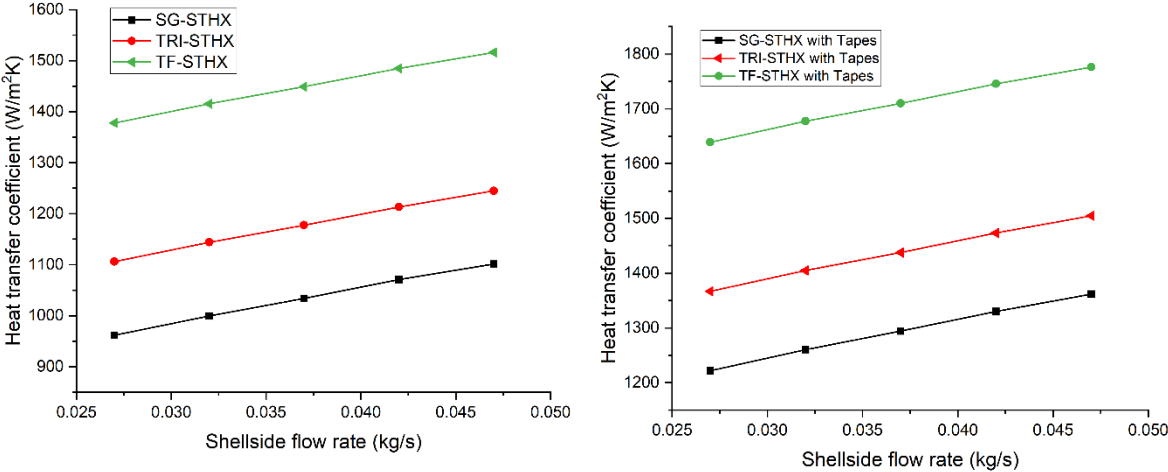 SG-STHX
TRI-STHX
TF-STHX
Heat transfer coefficient (W/m²K)
1600
1500
1400
1300
1200
1100
1000
900
0.025 0.030 0.035 0.040 0.045 0.050
Shellside flow rate (kg/s)
SG-STHX with Tapes
TRI-STHX with Tapes
TF-STHX with Tapes
Heat transfer coefficient (W/m²K)
1800
1700
1600
1500
1400
1300
1200
0.025 0.030 0.035 0.040 0.045 0.050
Shellside flow rate (kg/s)